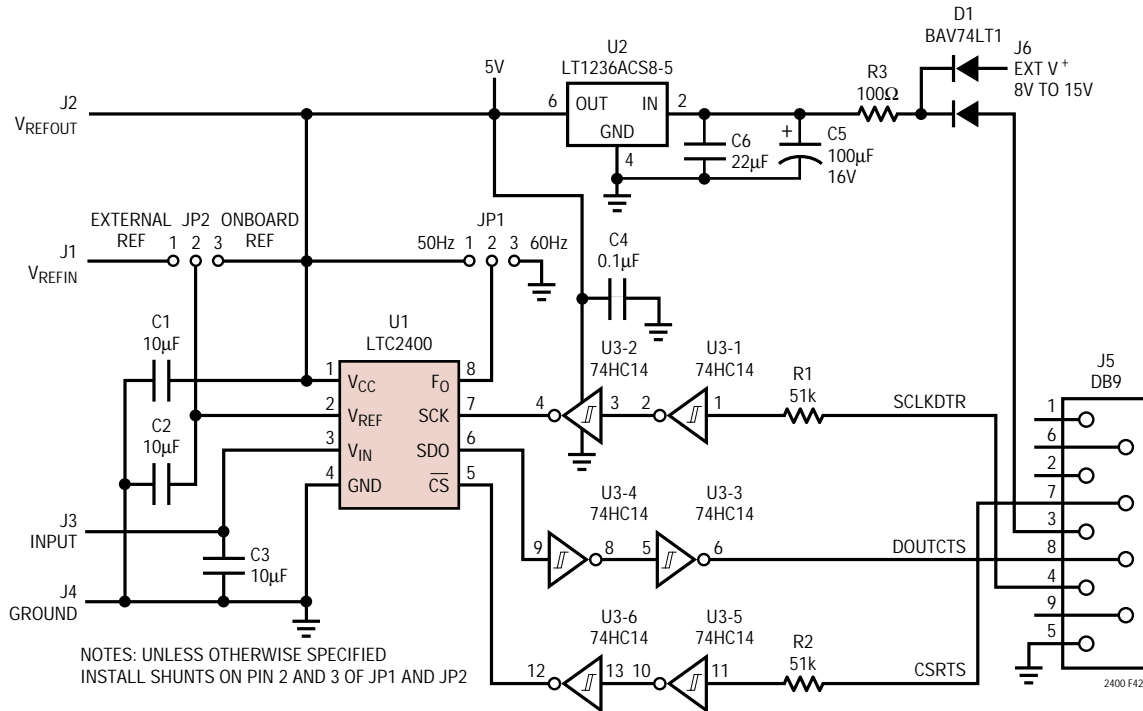 D1
BAV74LT1
J6
EXT V+
8V TO 15V
U2
LT1236ACS8-5
5V
R3
100Ω
J2
VREFOUT
6
OUT
IN
2
GND
4
C6
22µF
+
C5
100µF
16V
EXTERNAL
REF
JP2
ONBOARD
REF
1 2 3
J1
VREFIN
JP1
50Hz
1 2 3
60Hz
C4
0.1µF
C1
10µF
C2
10µF
U1
LTC2400
1
VCC
FO
8
2
VREF
SCK
7
3
VIN
SDO
6
4
GND
CS
5
U3-2
74HC14
4
3
U3-1
74HC14
2
1
R1
51k
SCLKDTR
J5
DB9
1
6
2
7
3
8
4
9
5
J3
INPUT
C3
10µF
J4
GROUND
U3-4
74HC14
9
8
U3-3
74HC14
5
6
DOUTCTS
U3-6
74HC14
12
13
U3-5
74HC14
10
11
R2
51k
CSRTS
NOTES: UNLESS OTHERWISE SPECIFIED
INSTALL SHUNTS ON PIN 2 AND 3 OF JP1 AND JP2
2400 F42